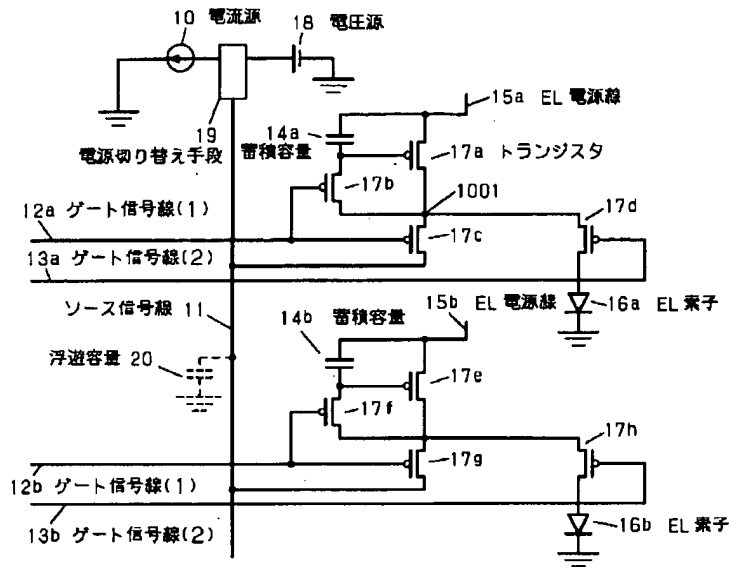 10 電流源
18 電圧源
19
電源切り替え手段
14a
蓄積容量
15a EL 電源線
17a トランジスタ
17b
1001
17d
12a ゲート信号線(1)
17c
13a ゲート信号線(2)
ソース信号線 11
14b 蓄積容量
15b EL 電源線
16a EL 素子
浮遊容量 20
17e
17f
17h
17g
12b ゲート信号線(1)
13b ゲート信号線(2)
16b EL 素子